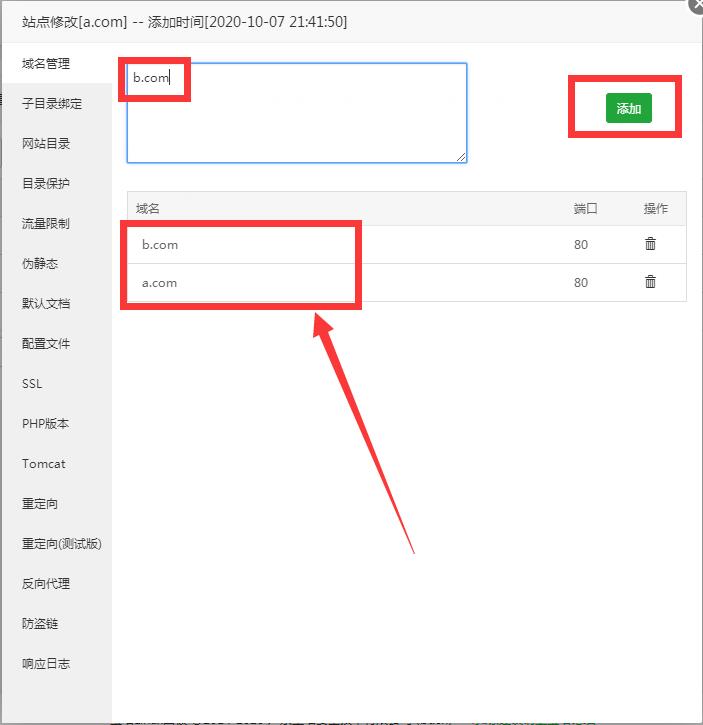 站点修改[a.com] -- 添加时间[2020-10-07 21:41:50]
域名管理
子目录绑定
网站目录
目录保护
流量限制
伪静态
默认文档
配置文件
SSL
PHP版本
Tomcat
重定向
重定向(测试版)
反向代理
防盗链
响应日志
b.com
添加
域名 端口 操作
b.com 80
a.com 80